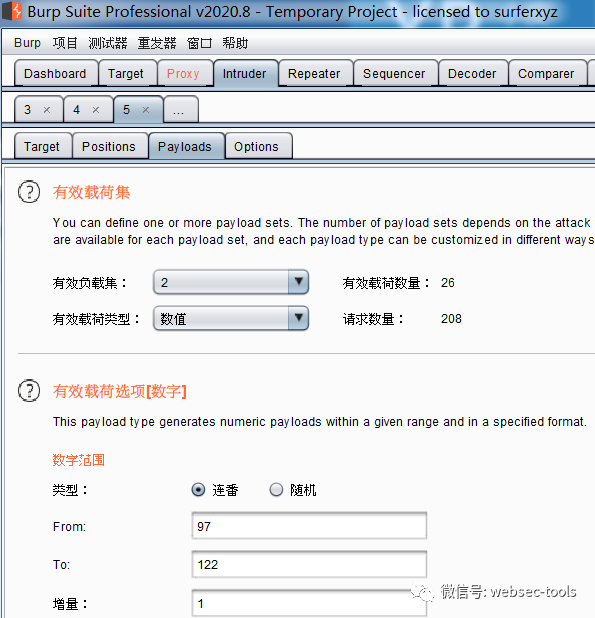 Burp Suite Professional v2020.8 - Temporary Project - licensed to surferxyz
Burp 项目 测试器 重发器 窗口 帮助
Dashboard Target Proxy Intruder Repeater Sequencer Decoder Comparer
3 × 4 × 5 × ...
Target Positions Payloads Options
? 有效载荷集
You can define one or more payload sets. The number of payload sets depends on the attack
are available for each payload set, and each payload type can be customized in different ways
有效负载集： 2 有效载荷数量： 26
有效载荷类型： 数值 请求数量： 208
? 有效载荷选项[数字]
This payload type generates numeric payloads within a given range and in a specified format.
数字范围
类型： 连番 随机
From: 97
To: 122
增量： 1
微信号: websec-tools